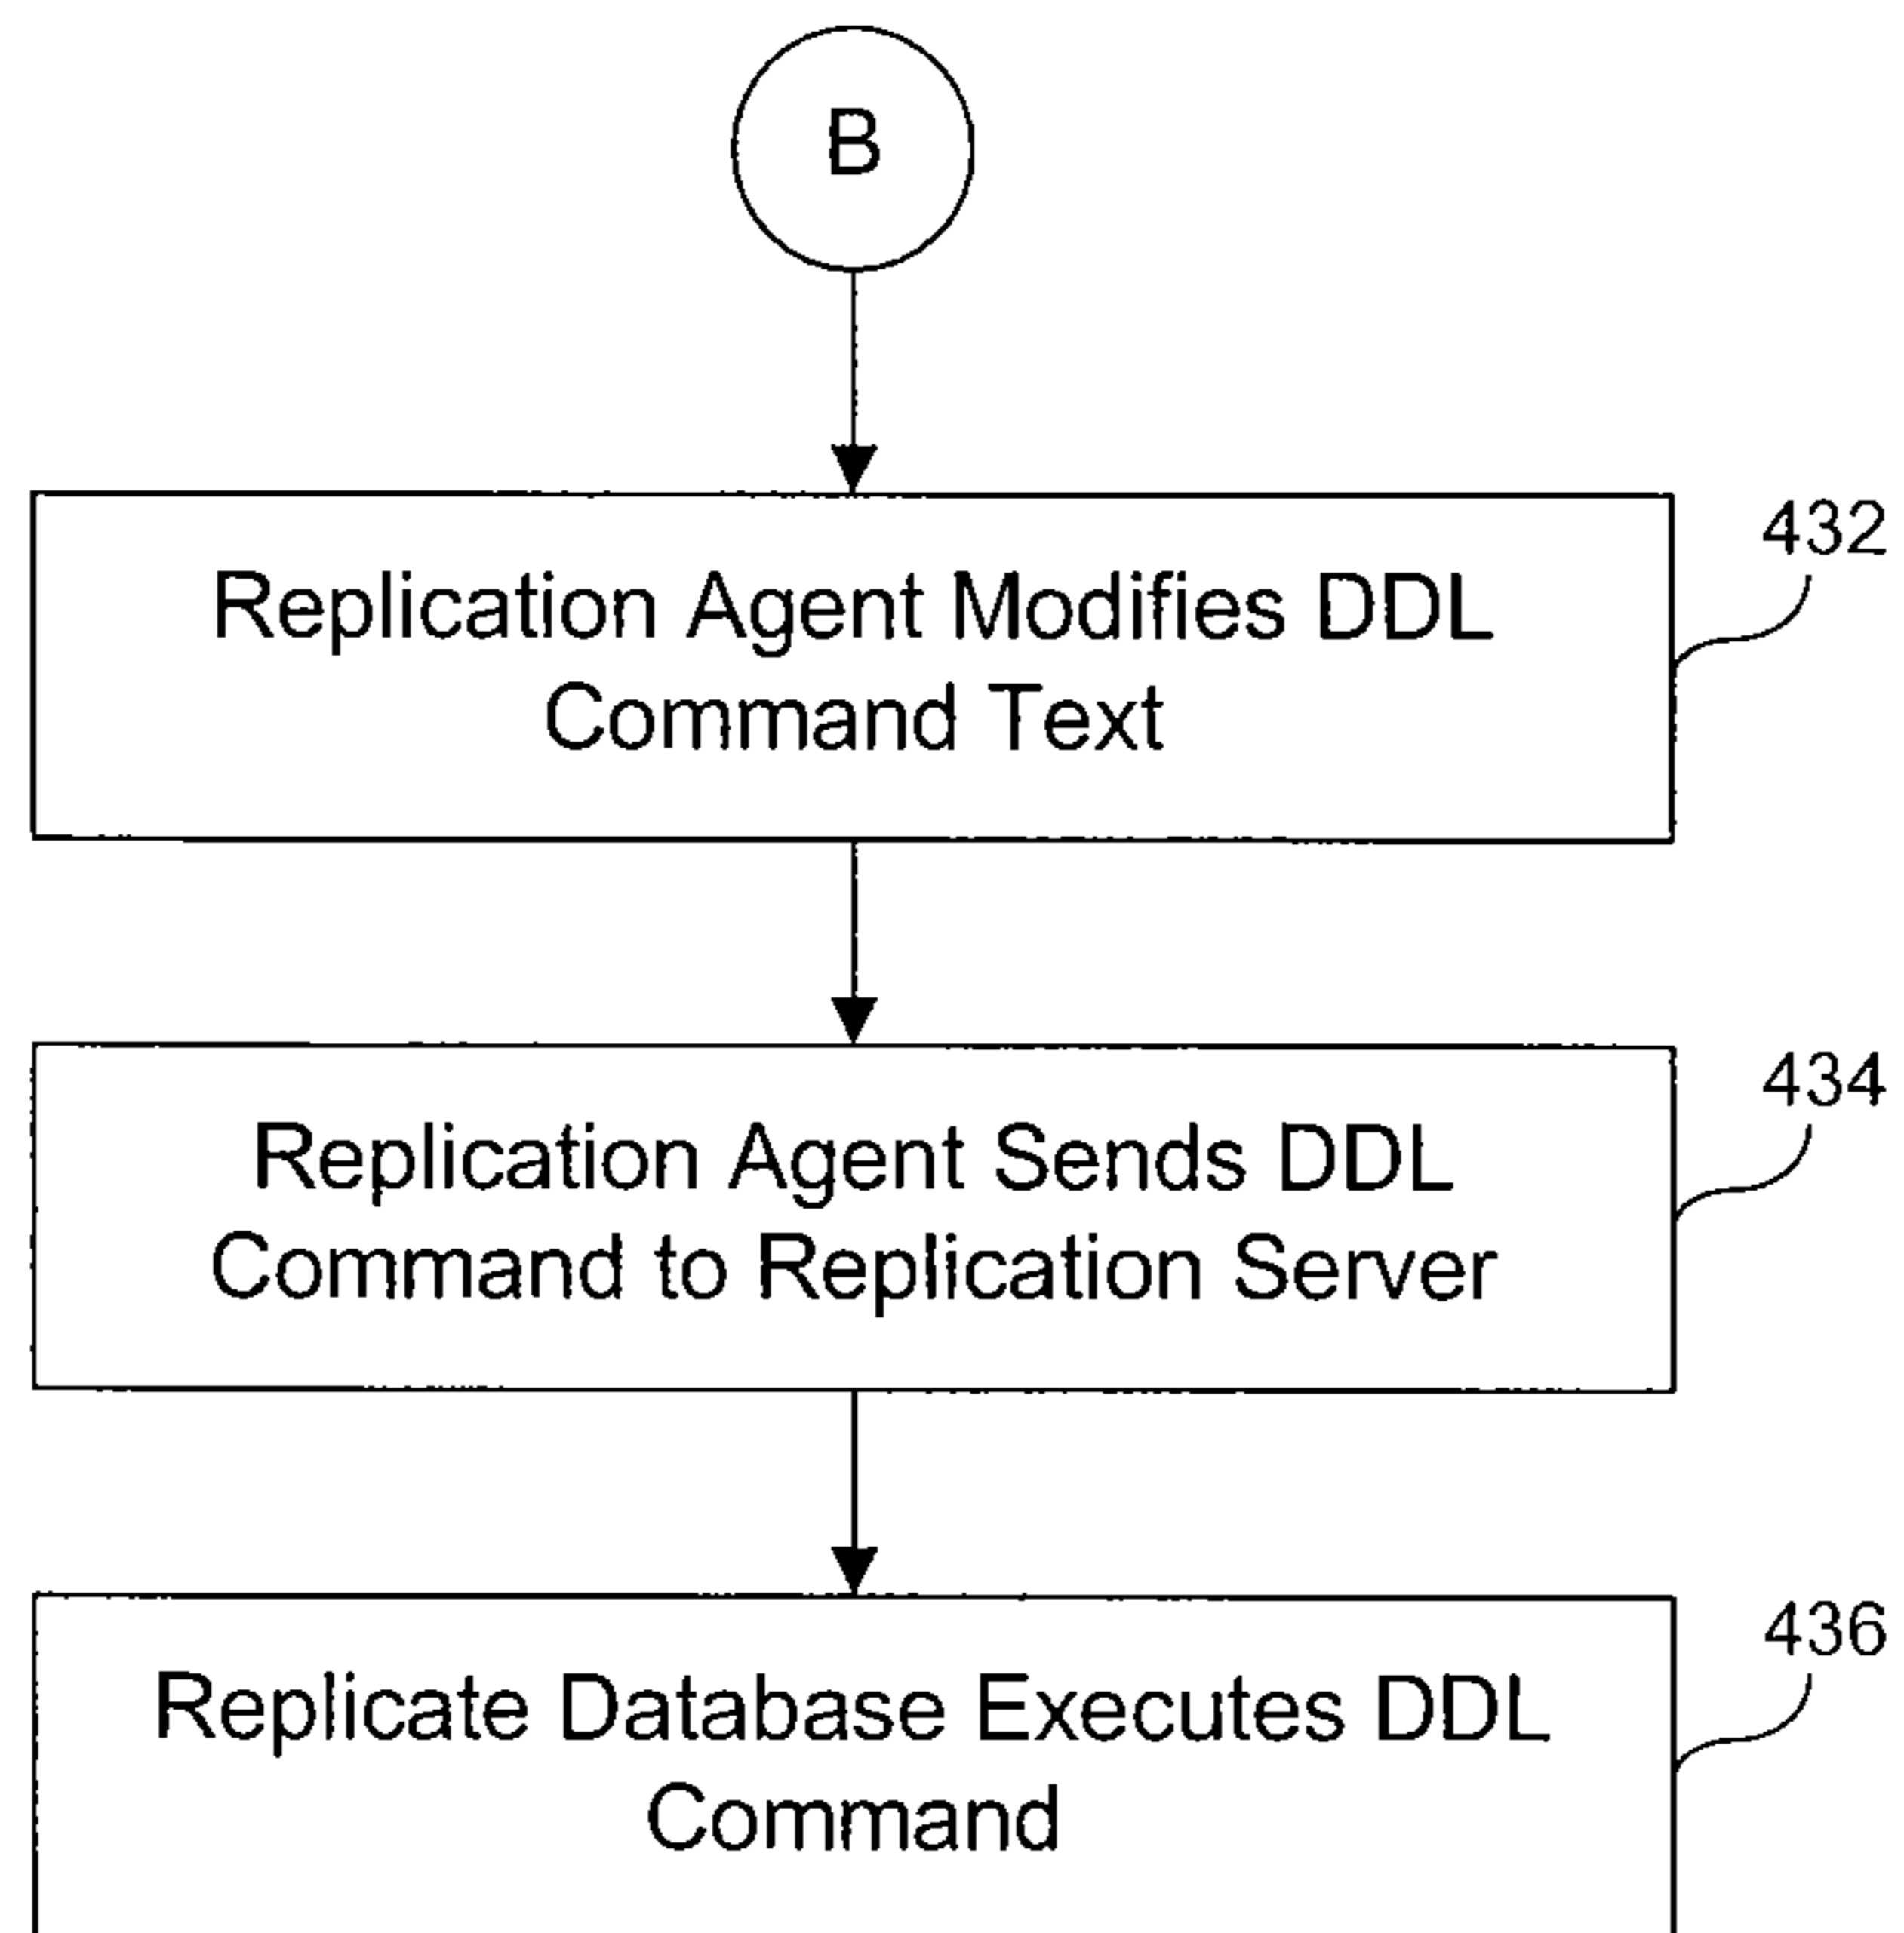 B
432
Replication Agent Modifies DDL
Command Text
434
Replication Agent Sends DDL
Command to Replication Server
436
Replicate Database Executes DDL
Command